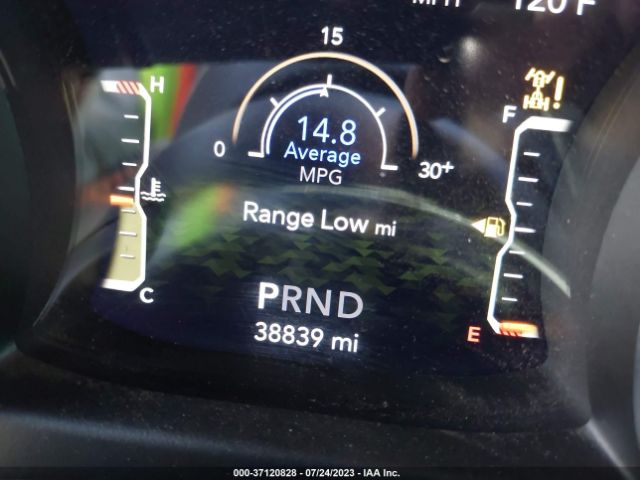 120 F
15
H
F
14.8
0
Average
30+
MPG
Range Low mi
PRND
C
38839 mi
E
000-37120828 - 07/24/2023 - IAA Inc.